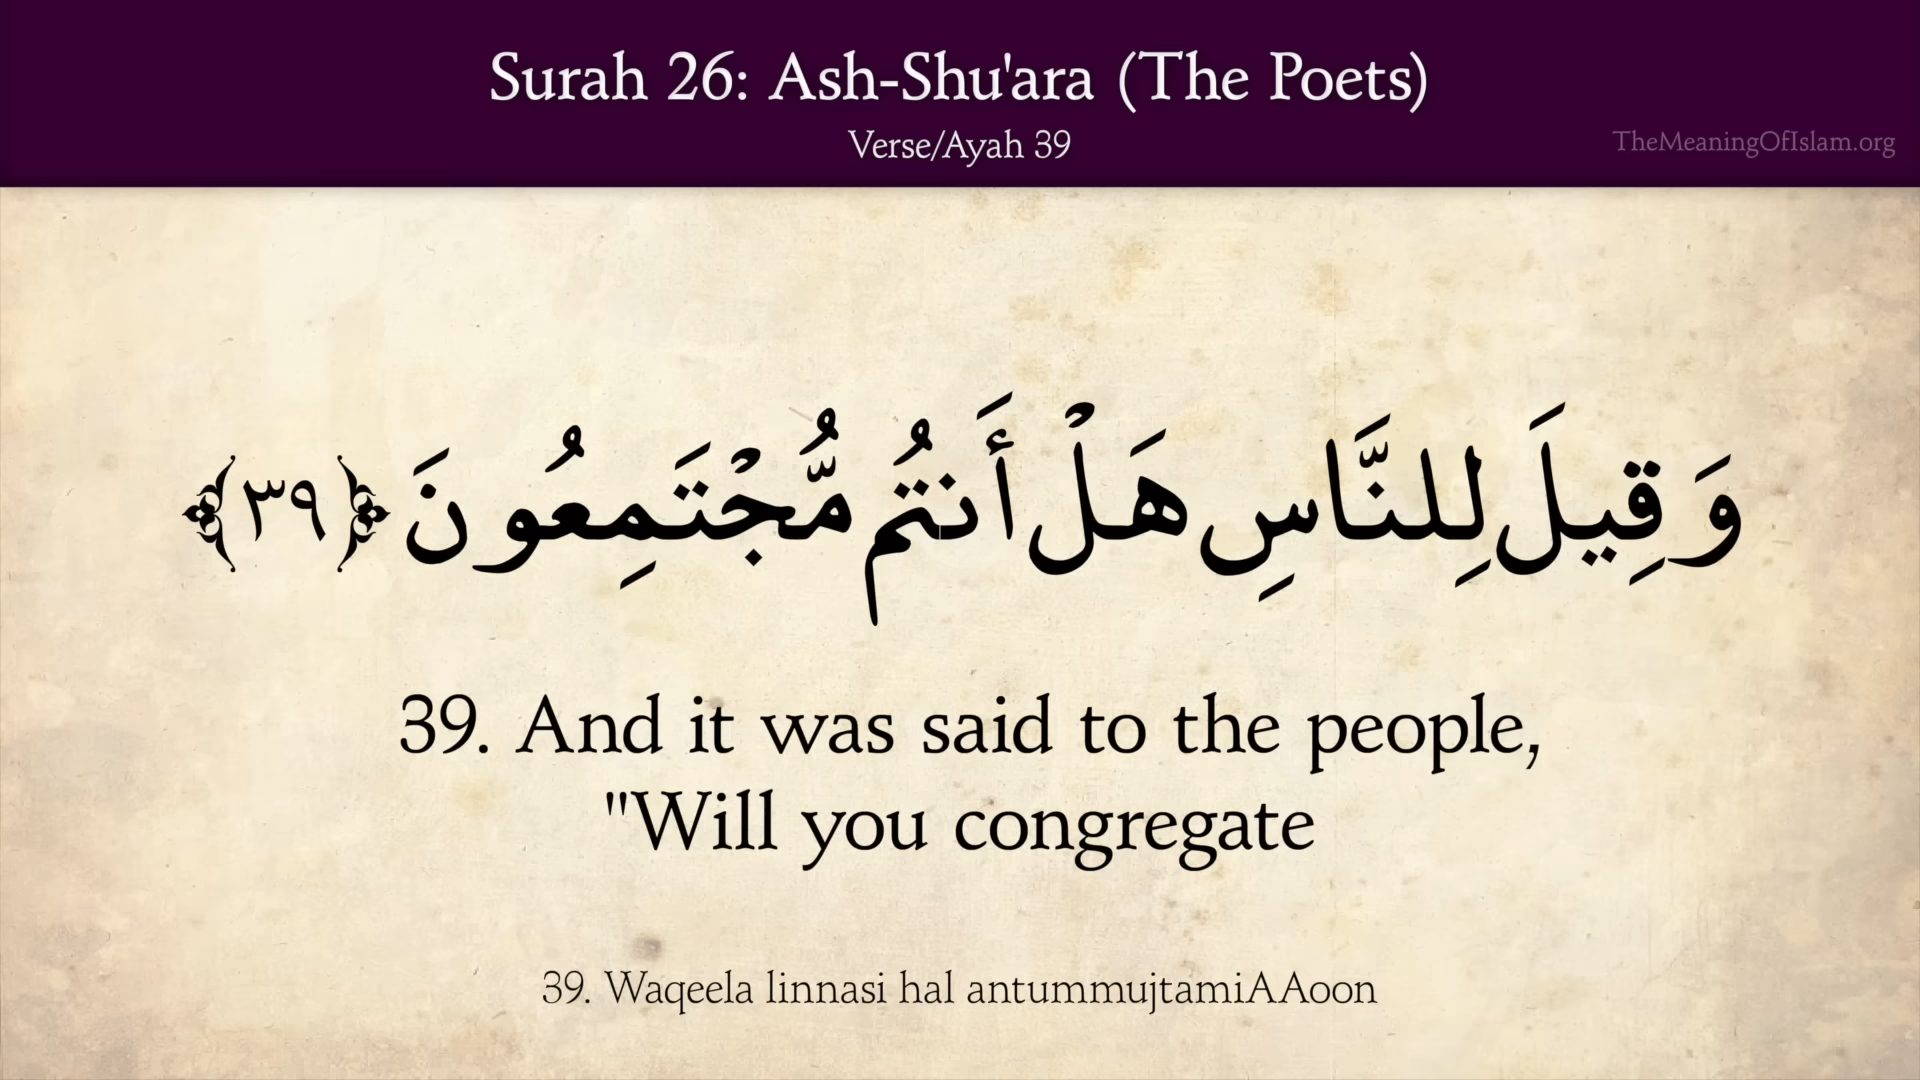 Surah 26: Ash-Shu'ara (The Poets)
Verse/Ayah 39
TheMeaningOfIslam.org
وَقِيلَ لِلنَّاسِ هَلْ أَنتُم مُّجْتَمِعُونَ ﴿٣٩﴾
39. And it was said to the people,
"Will you congregate
39. Waqeela linnasi hal antummujtamiAAoon